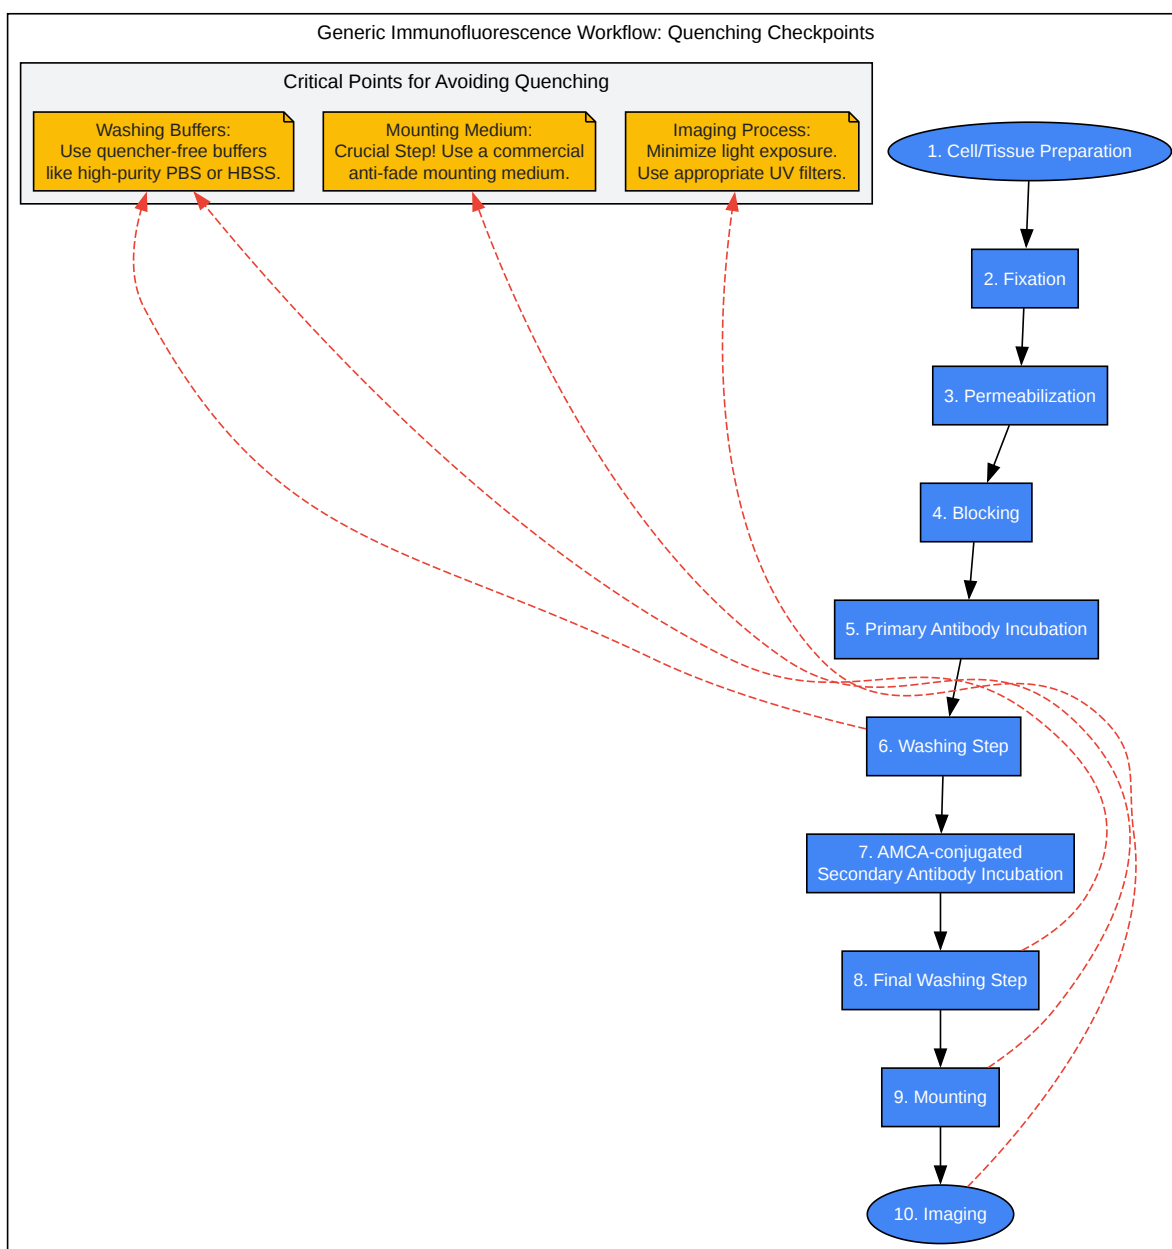 Generic Immunofluorescence Workflow: Quenching Checkpoints
Critical Points for Avoiding Quenching
Washing Buffers:
Use quencher-free buffers
like high-purity PBS or HBSS.
Mounting Medium:
Crucial Step! Use a commercial
anti-fade mounting medium.
Imaging Process:
Minimize light exposure.
Use appropriate UV filters.
1. Cell/Tissue Preparation
2. Fixation
3. Permeabilization
4. Blocking
5. Primary Antibody Incubation
6. Washing Step
7. AMCA-conjugated
Secondary Antibody Incubation
8. Final Washing Step
9. Mounting
10. Imaging